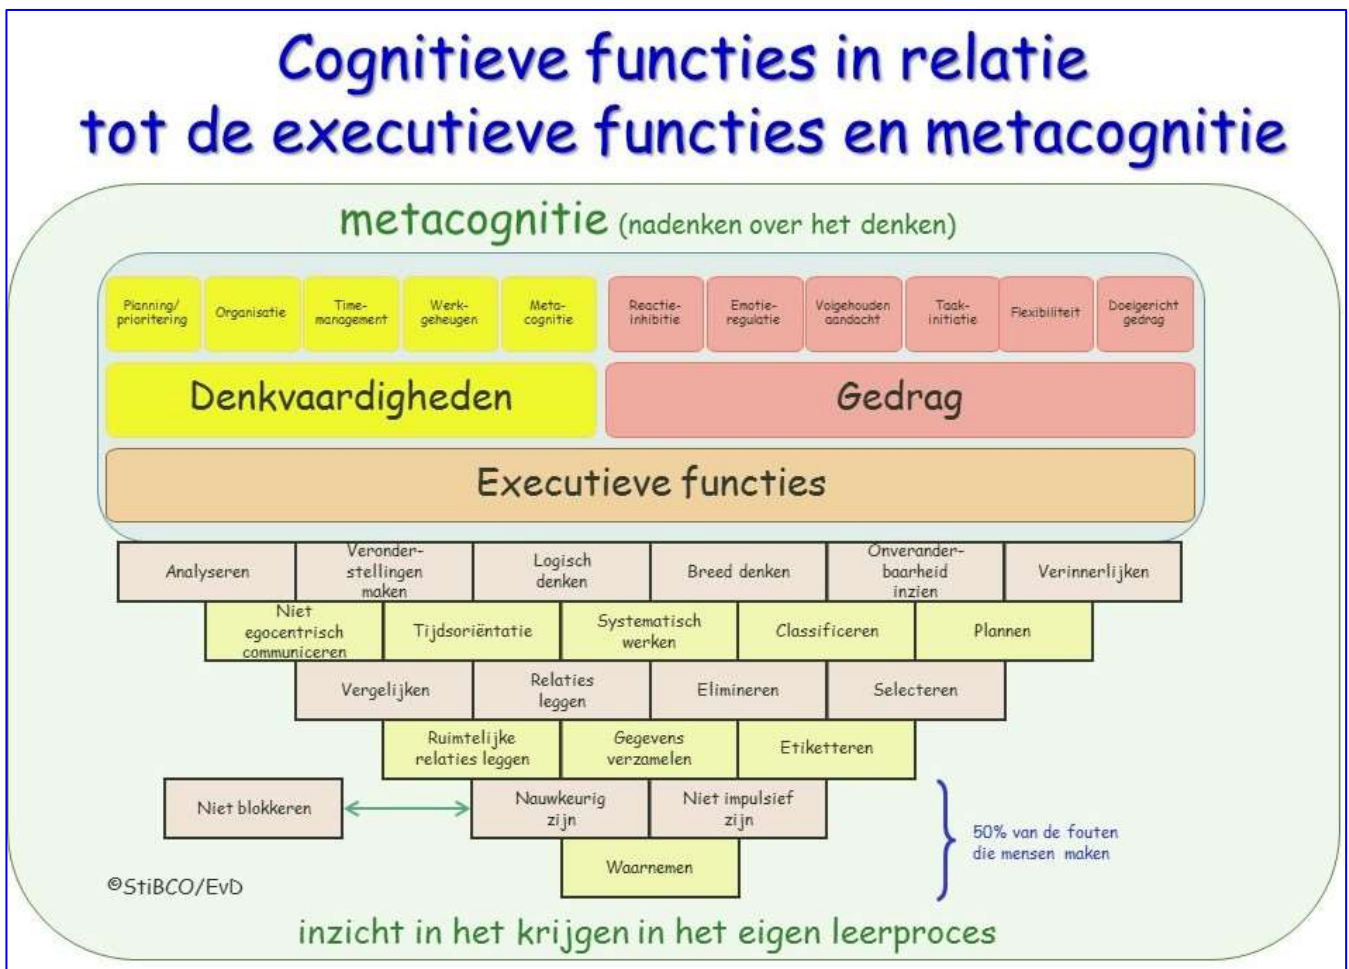 Cognitieve functies in relatie
tot de executieve functies en metacognitie
metacognitie (nadenken over het denken)
Planning/
prioritering
Organisatie
Time-
management
Werk-
geheugen
Meta-
cognitie
Reactie-
inhibitie
Emotie-
regulatie
Volgehouden
aandacht
Taak-
initiatie
Flexibiliteit
Doelgericht
gedrag
Denkvaardigheden
Gedrag
Executieve functies
Analyseren
Veronder-
stellingen
maken
Logisch
denken
Breed denken
Onverander-
baarheid
inzien
Verinnerlijken
Niet
egocentrisch
communiceren
Tijdsoriëntatie
Systematisch
werken
Classificeren
Plannen
Vergelijken
Relaties
leggen
Elimineren
Selecteren
Ruimtelijke
relaties leggen
Gegevens
verzamelen
Etiketteren
Niet blokkeren
Nauwkeurig
zijn
Niet impulsief
zijn
50% van de fouten
die mensen maken
Waarnemen
©StiBCO/EvD
inzicht in het krijgen in het eigen leerproces